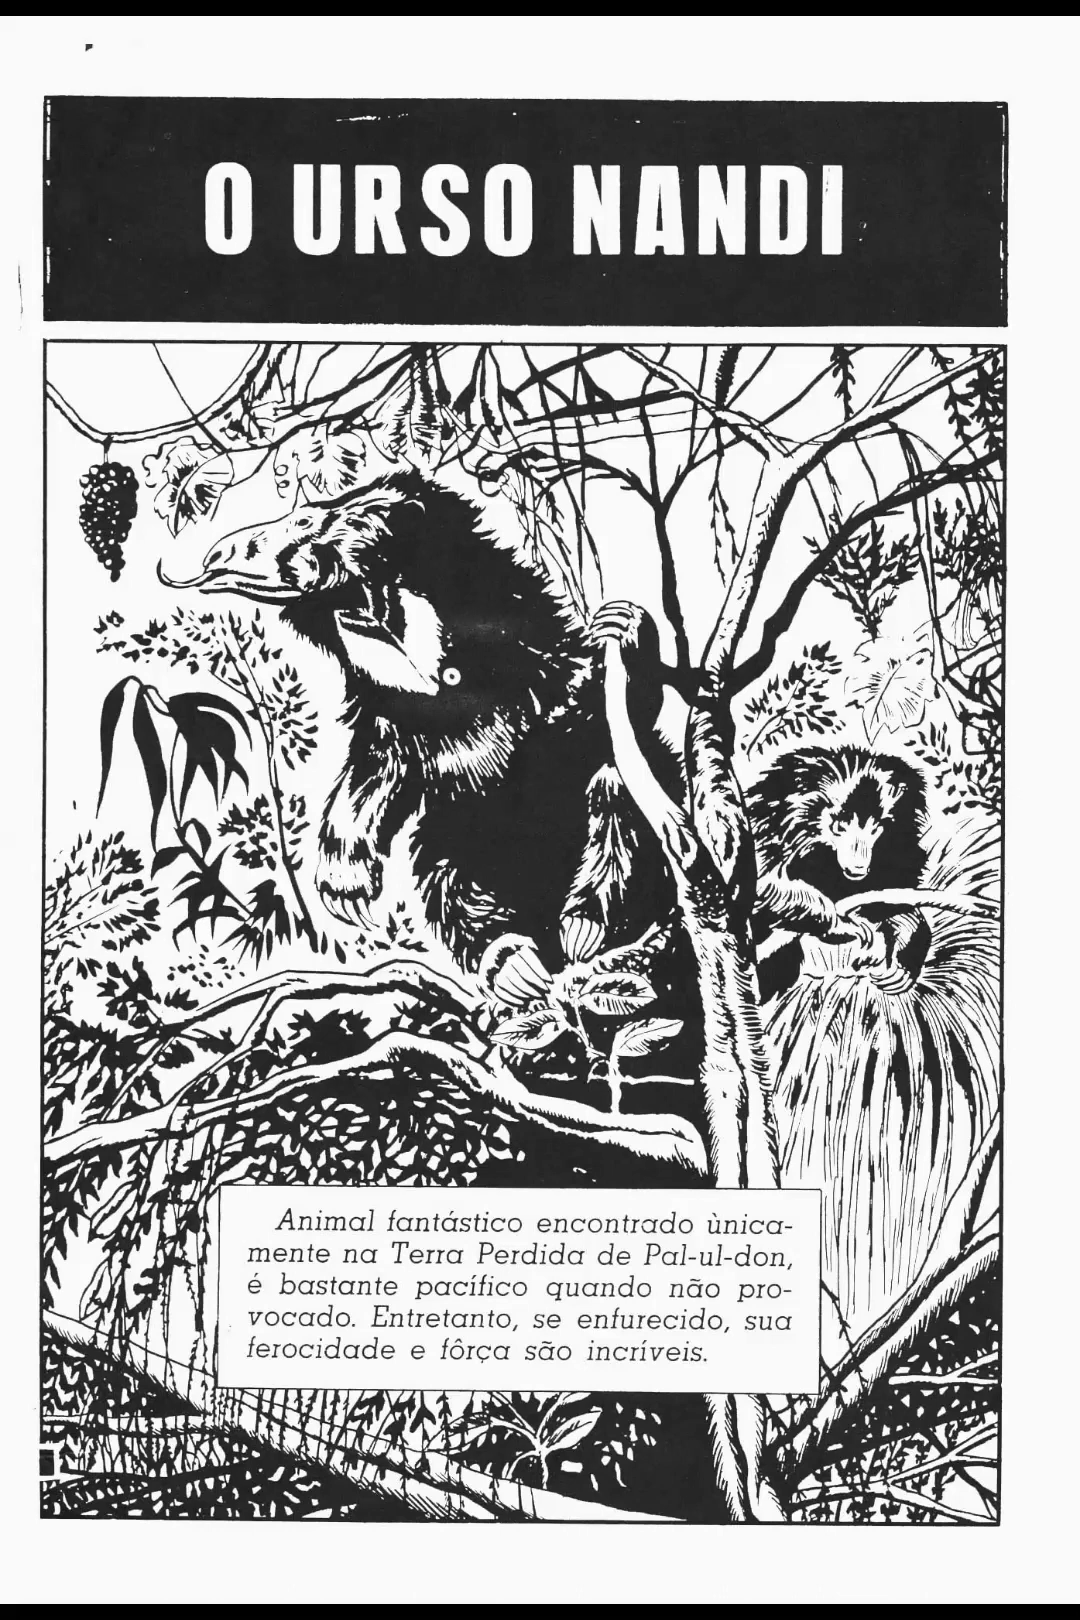 O URSO NANDI
Animal fantástico encontrado ùnica-
mente na Terra Perdida de Pal-ul-don,
é bastante pacífico quando não pro-
vocado. Entretanto, se enfurecido, sua
ferocidade e fôrça são incríveis.